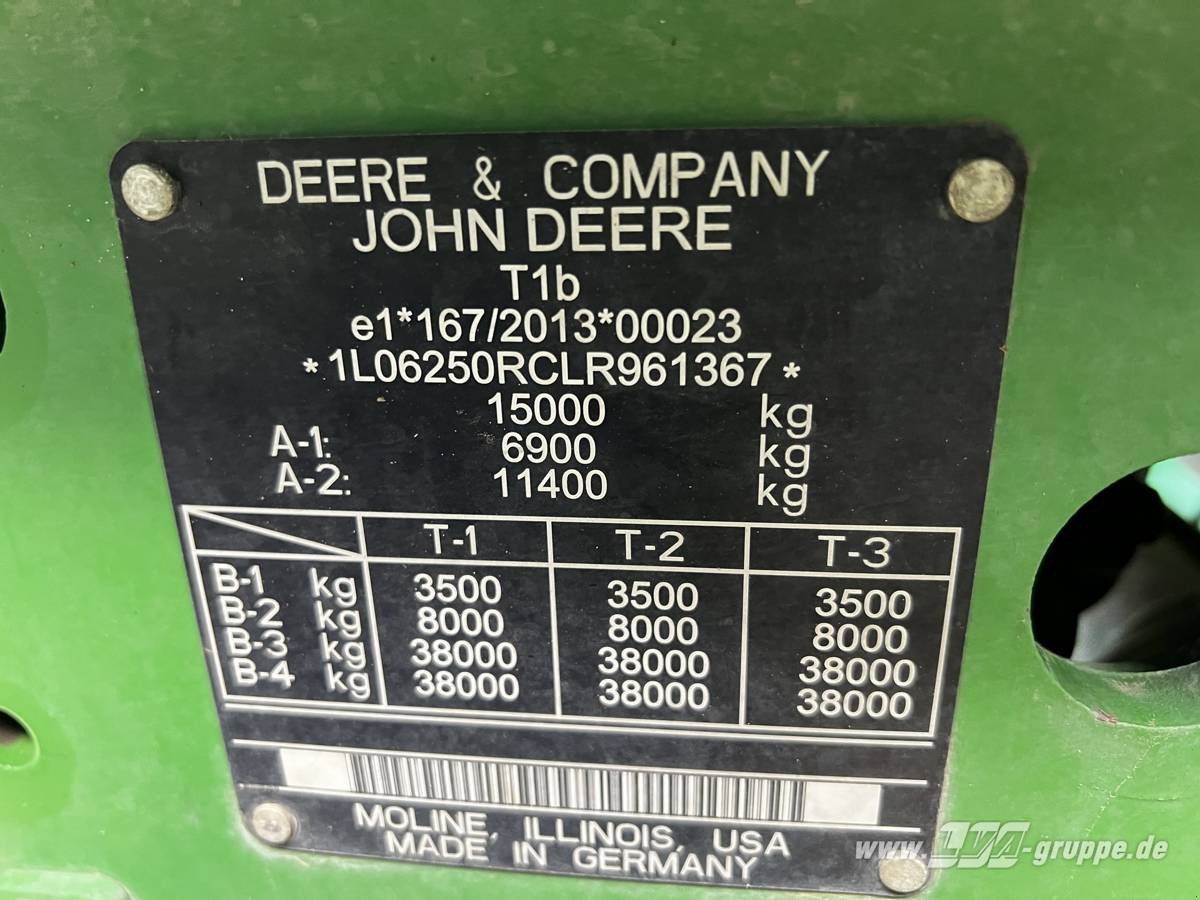 DEERE & COMPANY
JOHN DEERE
T1b
e1*167/2013*00023
*1L06250RCLR961367*
15000 kg
A-1: 6900 kg
A-2: 11400 kg
T-1 T-2 T-3
B-1 kg 3500 3500 3500
B-2 kg 8000 8000 8000
B-3 kg 38000 38000 38000
B-4 kg 38000 38000 38000
MOLINE, ILLINOIS, USA
MADE IN GERMANY
www.LVA-gruppe.de